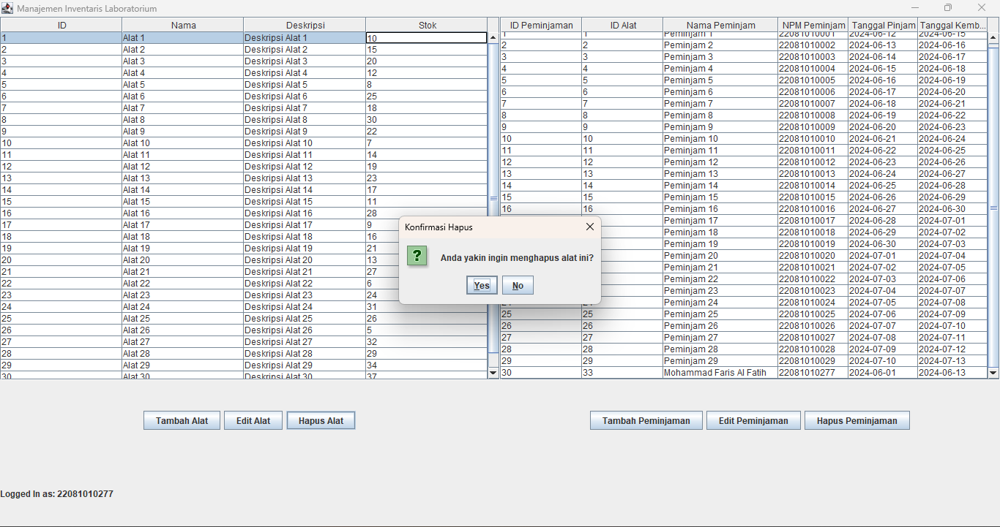 Manajemen Inventaris Laboratorium
ID Nama Deskripsi Stok
1 Alat 1 Deskripsi Alat 1 10
2 Alat 2 Deskripsi Alat 2 15
3 Alat 3 Deskripsi Alat 3 20
4 Alat 4 Deskripsi Alat 4 12
5 Alat 5 Deskripsi Alat 5 8
6 Alat 6 Deskripsi Alat 6 25
7 Alat 7 Deskripsi Alat 7 18
8 Alat 8 Deskripsi Alat 8 30
9 Alat 9 Deskripsi Alat 9 22
10 Alat 10 Deskripsi Alat 10 7
11 Alat 11 Deskripsi Alat 11 14
12 Alat 12 Deskripsi Alat 12 19
13 Alat 13 Deskripsi Alat 13 23
14 Alat 14 Deskripsi Alat 14 17
15 Alat 15 Deskripsi Alat 15 11
16 Alat 16 Deskripsi Alat 16 28
17 Alat 17 Deskripsi Alat 17 9
18 Alat 18 Deskripsi Alat 18 16
19 Alat 19 Deskripsi Alat 19 21
20 Alat 20 Deskripsi Alat 20 13
21 Alat 21 Deskripsi Alat 21 27
22 Alat 22 Deskripsi Alat 22 6
23 Alat 23 Deskripsi Alat 23 24
24 Alat 24 Deskripsi Alat 24 31
25 Alat 25 Deskripsi Alat 25 26
26 Alat 26 Deskripsi Alat 26 5
27 Alat 27 Deskripsi Alat 27 32
28 Alat 28 Deskripsi Alat 28 29
29 Alat 29 Deskripsi Alat 29 34
30 Alat 30 Deskripsi Alat 30 37
ID Peminjaman ID Alat Nama Peminjam NPM Peminjam Tanggal Pinjam Tanggal Kemb...
1 1 Peminjam 1 22081010001 2024-06-12 2024-06-15
2 2 Peminjam 2 22081010002 2024-06-13 2024-06-16
3 3 Peminjam 3 22081010003 2024-06-14 2024-06-17
4 4 Peminjam 4 22081010004 2024-06-15 2024-06-18
5 5 Peminjam 5 22081010005 2024-06-16 2024-06-19
6 6 Peminjam 6 22081010006 2024-06-17 2024-06-20
7 7 Peminjam 7 22081010007 2024-06-18 2024-06-21
8 8 Peminjam 8 22081010008 2024-06-19 2024-06-22
9 9 Peminjam 9 22081010009 2024-06-20 2024-06-23
10 10 Peminjam 10 22081010010 2024-06-21 2024-06-24
11 11 Peminjam 11 22081010011 2024-06-22 2024-06-25
12 12 Peminjam 12 22081010012 2024-06-23 2024-06-26
13 13 Peminjam 13 22081010013 2024-06-24 2024-06-27
14 14 Peminjam 14 22081010014 2024-06-25 2024-06-28
15 15 Peminjam 15 22081010015 2024-06-26 2024-06-29
16 16 Peminjam 16 22081010016 2024-06-27 2024-06-30
Peminjam 17 22081010017 2024-06-28 2024-07-01
Peminjam 18 22081010018 2024-06-29 2024-07-02
Peminjam 19 22081010019 2024-06-30 2024-07-03
Peminjam 20 22081010020 2024-07-01 2024-07-04
Peminjam 21 22081010021 2024-07-02 2024-07-05
Peminjam 22 22081010022 2024-07-03 2024-07-06
Peminjam 23 22081010023 2024-07-04 2024-07-07
Peminjam 24 22081010024 2024-07-05 2024-07-08
25 25 Peminjam 25 22081010025 2024-07-06 2024-07-09
26 26 Peminjam 26 22081010026 2024-07-07 2024-07-10
27 27 Peminjam 27 22081010027 2024-07-08 2024-07-11
28 28 Peminjam 28 22081010028 2024-07-09 2024-07-12
29 29 Peminjam 29 22081010029 2024-07-10 2024-07-13
30 33 Mohammad Faris Al Fatih 22081010277 2024-06-01 2024-06-13
Konfirmasi Hapus
? Anda yakin ingin menghapus alat ini?
Yes No
Tambah Alat Edit Alat Hapus Alat
Tambah Peminjaman Edit Peminjaman Hapus Peminjaman
Logged In as: 22081010277